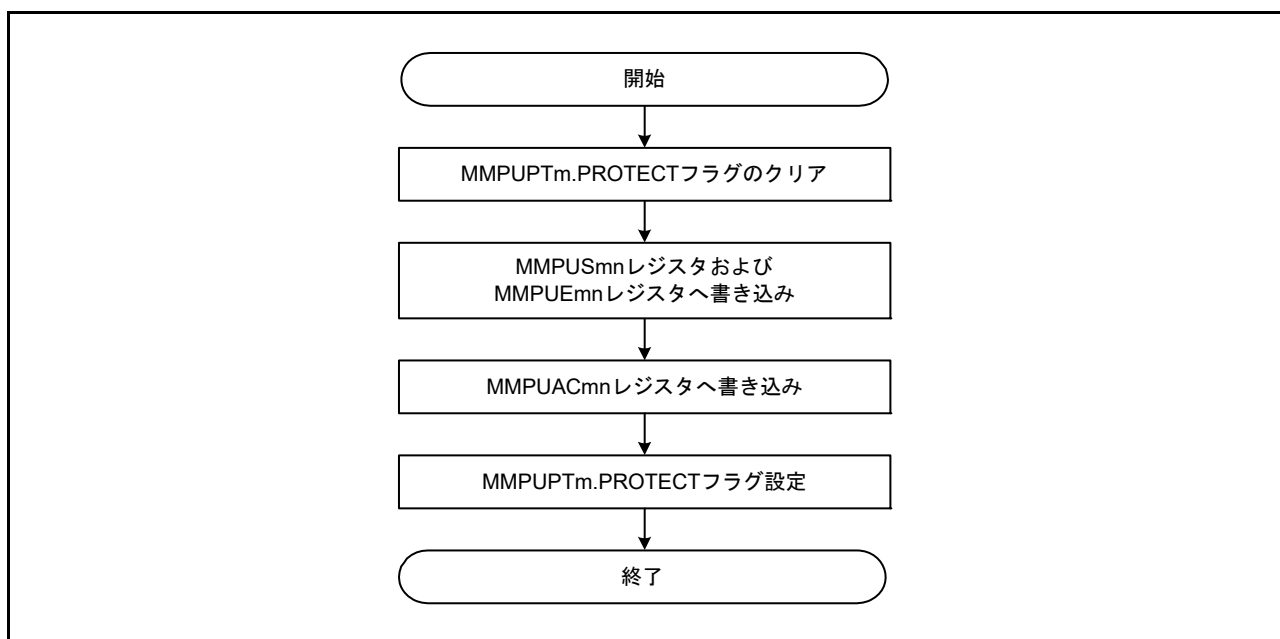 開始
MMPUPTm.PROTECTフラグのクリア
MMPUSmnレジスタおよび
MMPUEmnレジスタへ書き込み
MMPUACmnレジスタへ書き込み
MMPUPTm.PROTECTフラグ設定
終了